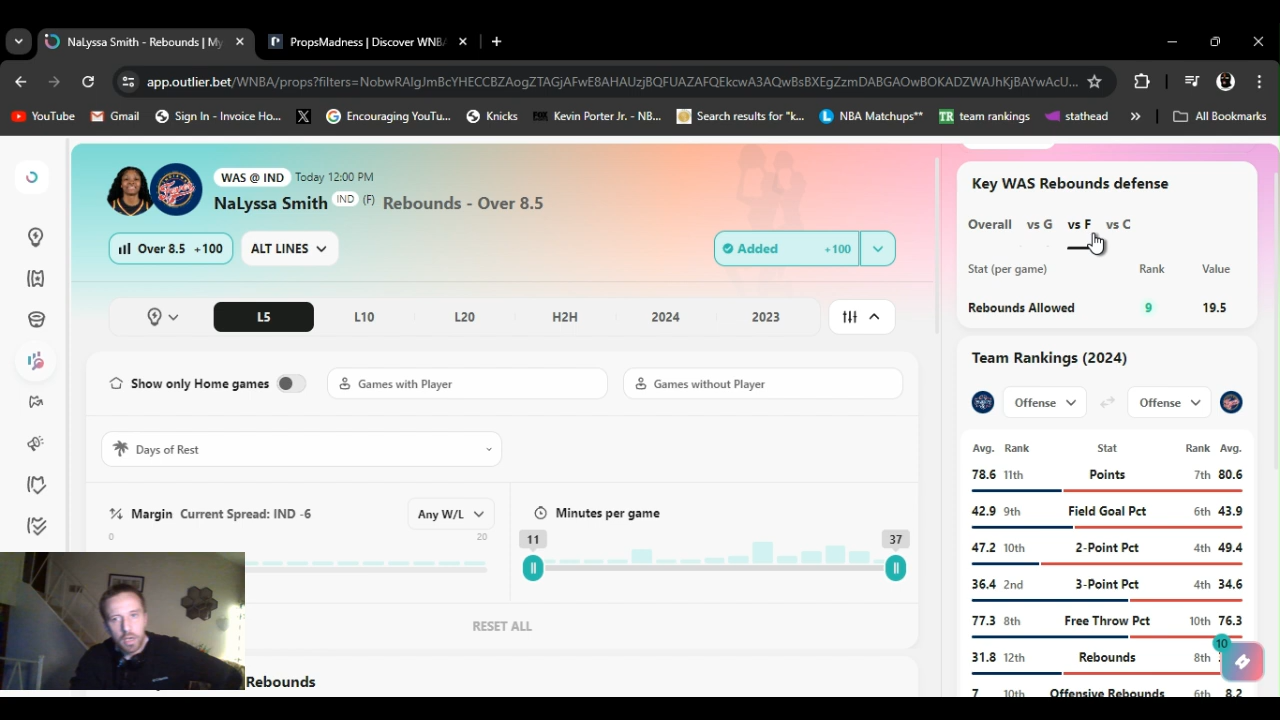 NaLyssa Smith - Rebounds | My
PropsMadness | Discover WNBA
app.outlier.bet/WNBA/props?filters=
YouTube
Gmail
Sign In - Invoice Ho...
Encouraging YouTu...
Knicks
Kevin Porter Jr. - NB...
Search results for "k...
NBA Matchups**
team rankings
stathead
All Bookmarks
WAS @ IND Today 12:00 PM
NaLyssa Smith IND (F) Rebounds - Over 8.5
Over 8.5 +100
ALT LINES
Added +100
L5 L10 L20 H2H 2024 2023
Show only Home games
Games with Player
Games without Player
Days of Rest
Margin Current Spread: IND -6
Any W/L
0 20
Minutes per game
11 37
RESET ALL
Rebounds
Key WAS Rebounds defense
Overall vs G vs F vs C
Stat (per game) Rank Value
Rebounds Allowed 9 19.5
Team Rankings (2024)
Offense Offense
Avg. Rank Stat Rank Avg.
78.6 11th Points 7th 80.6
42.9 9th Field Goal Pct 6th 43.9
47.2 10th 2-Point Pct 4th 49.4
36.4 2nd 3-Point Pct 4th 34.6
77.3 8th Free Throw Pct 10th 76.3
10
31.8 12th Rebounds 8th
7 10th Offensive Rebounds 6th 8.2